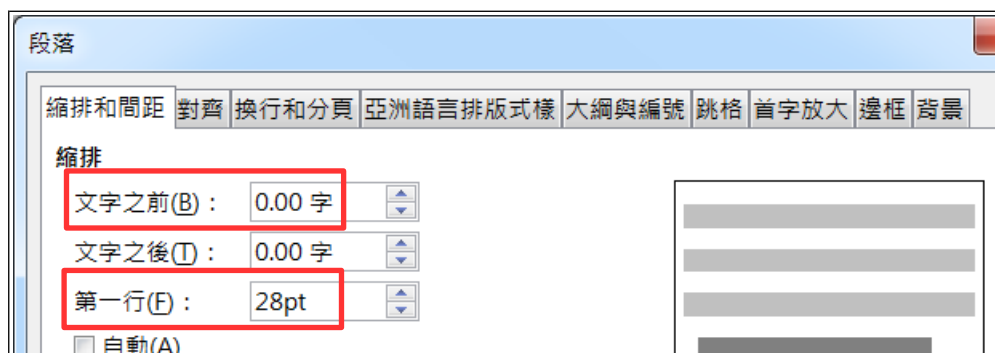 段落
縮排和間距 對齊 換行和分頁 亞洲語言排版式樣 大綱與編號 跳格 首字放大 邊框 背景
縮排
文字之前(B)： 0.00 字
文字之後(T)： 0.00 字
第一行(F)： 28pt
自動(A)